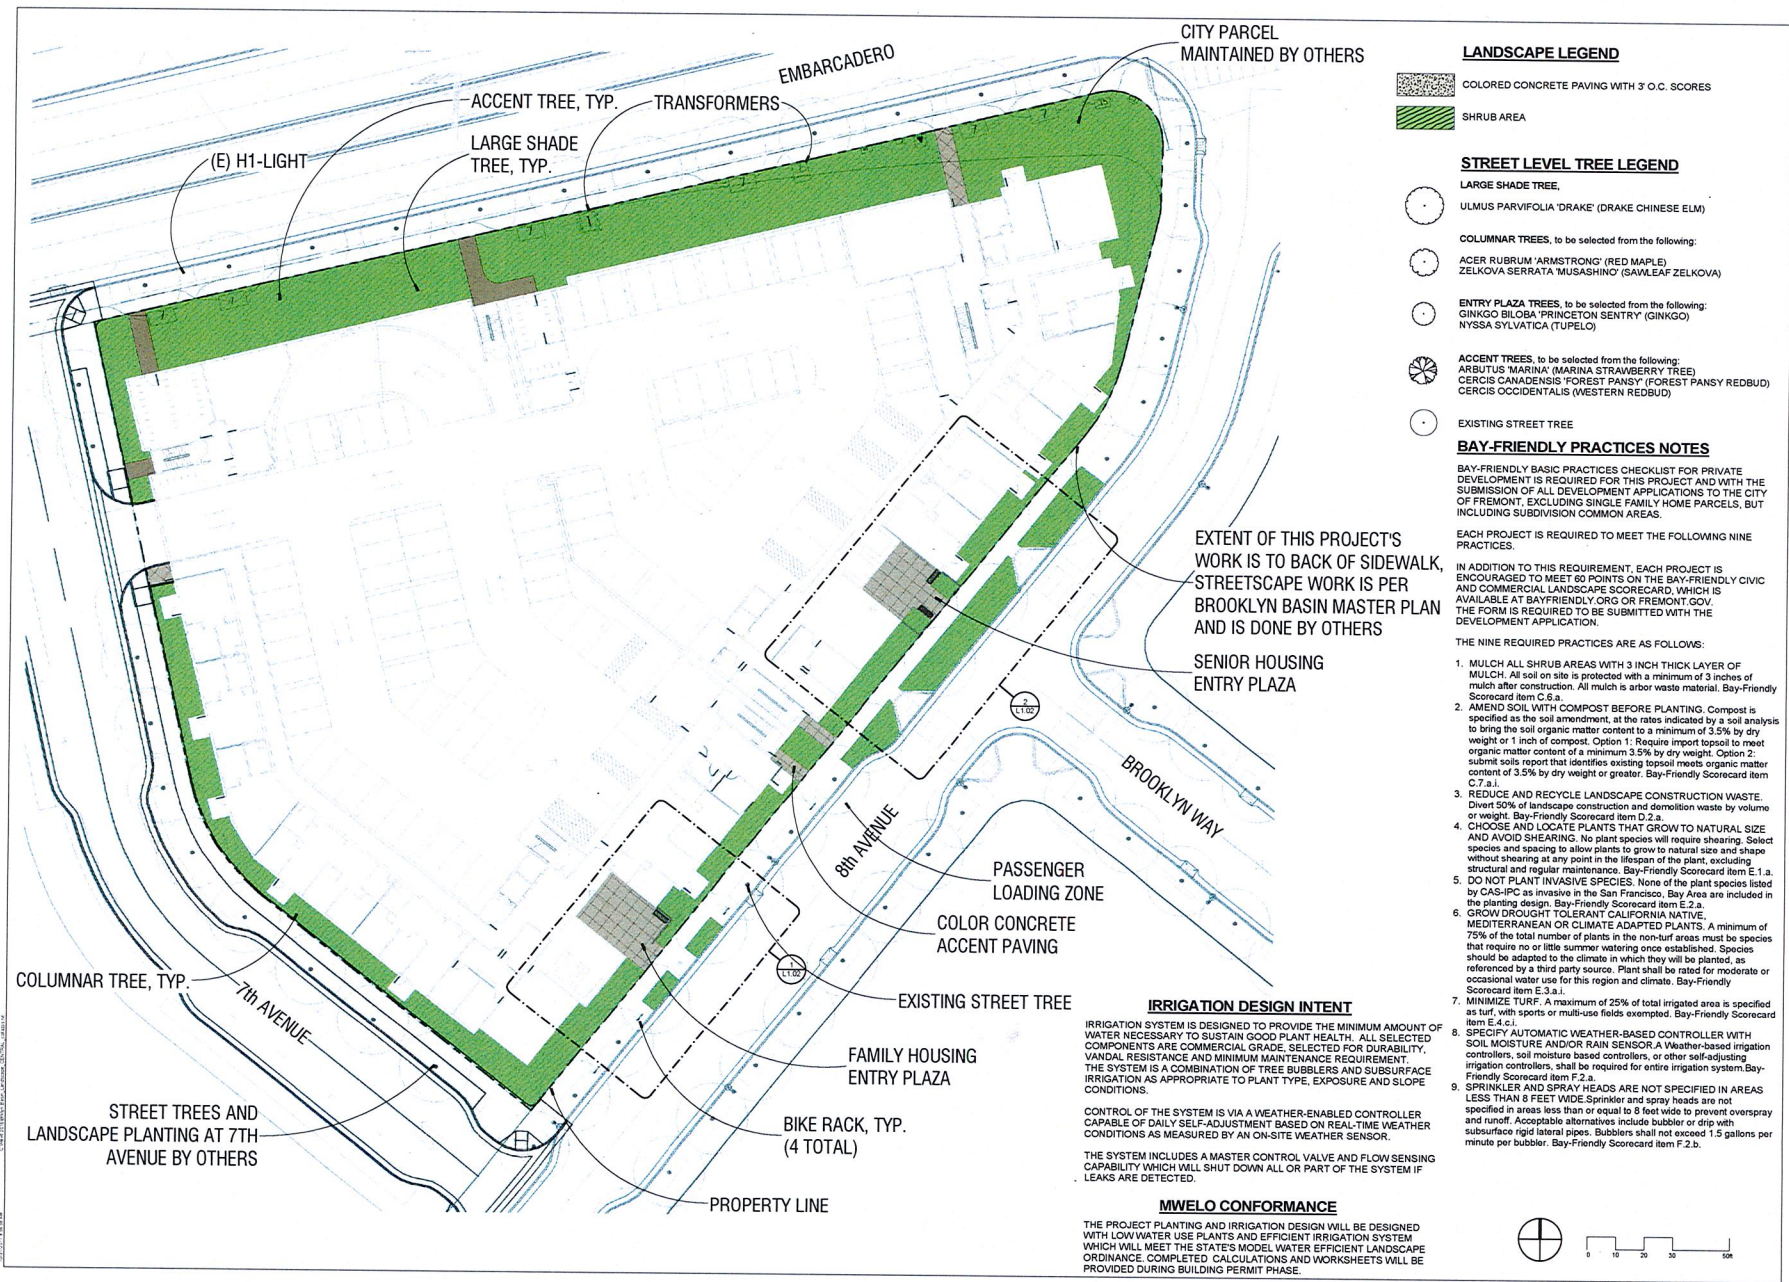 CITY PARCEL
MAINTAINED BY OTHERS
EMBARCADERO
ACCENT TREE, TYP.
TRANSFORMERS
LARGE SHADE
TREE, TYP.
(E) H1-LIGHT
EXTENT OF THIS PROJECT'S
WORK IS TO BACK OF SIDEWALK,
STREETSCAPE WORK IS PER
BROOKLYN BASIN MASTER PLAN
AND IS DONE BY OTHERS
SENIOR HOUSING
ENTRY PLAZA
2
L1.02
BROOKLYN WAY
8th AVENUE
PASSENGER
LOADING ZONE
COLOR CONCRETE
ACCENT PAVING
1
L1.02
EXISTING STREET TREE
COLUMNAR TREE, TYP.
7th AVENUE
FAMILY HOUSING
ENTRY PLAZA
STREET TREES AND
LANDSCAPE PLANTING AT 7TH
AVENUE BY OTHERS
BIKE RACK, TYP.
(4 TOTAL)
PROPERTY LINE
LANDSCAPE LEGEND
COLORED CONCRETE PAVING WITH 3' O.C. SCORES
SHRUB AREA
STREET LEVEL TREE LEGEND
LARGE SHADE TREE,
ULMUS PARVIFOLIA 'DRAKE' (DRAKE CHINESE ELM)
COLUMNAR TREES, to be selected from the following:
ACER RUBRUM 'ARMSTRONG' (RED MAPLE)
ZELKOVA SERRATA 'MUSASHINO' (SAWLEAF ZELKOVA)
ENTRY PLAZA TREES, to be selected from the following:
GINKGO BILOBA 'PRINCETON SENTRY' (GINKGO)
NYSSA SYLVATICA (TUPELO)
ACCENT TREES, to be selected from the following:
ARBUTUS 'MARINA' (MARINA STRAWBERRY TREE)
CERCIS CANADENSIS 'FOREST PANSY' (FOREST PANSY REDBUD)
CERCIS OCCIDENTALIS (WESTERN REDBUD)
EXISTING STREET TREE
BAY-FRIENDLY PRACTICES NOTES
BAY-FRIENDLY BASIC PRACTICES CHECKLIST FOR PRIVATE
DEVELOPMENT IS REQUIRED FOR THIS PROJECT AND WITH THE
SUBMISSION OF ALL DEVELOPMENT APPLICATIONS TO THE CITY
OF FREMONT, EXCLUDING SINGLE FAMILY HOME PARCELS, BUT
INCLUDING SUBDIVISION COMMON AREAS.
EACH PROJECT IS REQUIRED TO MEET THE FOLLOWING NINE
PRACTICES.
IN ADDITION TO THIS REQUIREMENT, EACH PROJECT IS
ENCOURAGED TO MEET 60 POINTS ON THE BAY-FRIENDLY CIVIC
AND COMMERCIAL LANDSCAPE SCORECARD, WHICH IS
AVAILABLE AT BAYFRIENDLY.ORG OR FREMONT.GOV.
THE FORM IS REQUIRED TO BE SUBMITTED WITH THE
DEVELOPMENT APPLICATION.
THE NINE REQUIRED PRACTICES ARE AS FOLLOWS:
1. MULCH ALL SHRUB AREAS WITH 3 INCH THICK LAYER OF
MULCH. All soil on site is protected with a minimum of 3 inches of
mulch after construction. All mulch is arbor waste material. Bay-Friendly
Scorecard item C.6.a.
2. AMEND SOIL WITH COMPOST BEFORE PLANTING. Compost is
specified as the soil amendment, at the rates indicated by a soil analysis
to bring the soil organic matter content to a minimum of 3.5% by dry
weight or 1 inch of compost. Option 1: Require import topsoil to meet
organic matter content of a minimum 3.5% by dry weight. Option 2:
submit soils report that identifies existing topsoil meets organic matter
content of 3.5% by dry weight or greater. Bay-Friendly Scorecard item
C.7.a.i.
3. REDUCE AND RECYCLE LANDSCAPE CONSTRUCTION WASTE.
Divert 50% of landscape construction and demolition waste by volume
or weight. Bay-Friendly Scorecard item D.2.a.
4. CHOOSE AND LOCATE PLANTS THAT GROW TO NATURAL SIZE
AND AVOID SHEARING. No plant species will require shearing. Select
species and spacing to allow plants to grow to natural size and shape
without shearing at any point in the lifespan of the plant, excluding
structural and regular maintenance. Bay-Friendly Scorecard item E.1.a.
5. DO NOT PLANT INVASIVE SPECIES. None of the plant species listed
by CAS-IPC as invasive in the San Francisco, Bay Area are included in
the planting design. Bay-Friendly Scorecard item E.2.a.
6. GROW DROUGHT TOLERANT CALIFORNIA NATIVE,
MEDITERRANEAN OR CLIMATE ADAPTED PLANTS. A minimum of
75% of the total number of plants in the non-turf areas must be species
that require no or little summer watering once established. Species
should be adapted to the climate in which they will be planted, as
referenced by a third party source. Plant shall be rated for moderate or
occasional water use for this region and climate. Bay-Friendly
Scorecard item E.3.a.i.
7. MINIMIZE TURF. A maximum of 25% of total irrigated area is specified
as turf, with sports or multi-use fields exempted. Bay-Friendly Scorecard
item E.4.c.i.
8. SPECIFY AUTOMATIC WEATHER-BASED CONTROLLER WITH
SOIL MOISTURE AND/OR RAIN SENSOR.A Weather-based irrigation
controllers, soil moisture based controllers, or other self-adjusting
irrigation controllers, shall be required for entire irrigation system.Bay-
Friendly Scorecard item F.2.a.
9. SPRINKLER AND SPRAY HEADS ARE NOT SPECIFIED IN AREAS
LESS THAN 8 FEET WIDE.Sprinkler and spray heads are not
specified in areas less than or equal to 8 feet wide to prevent overspray
and runoff. Acceptable alternatives include bubbler or drip with
subsurface rigid lateral pipes. Bubblers shall not exceed 1.5 gallons per
minute per bubbler. Bay-Friendly Scorecard item F.2.b.
IRRIGATION DESIGN INTENT
IRRIGATION SYSTEM IS DESIGNED TO PROVIDE THE MINIMUM AMOUNT OF
WATER NECESSARY TO SUSTAIN GOOD PLANT HEALTH. ALL SELECTED
COMPONENTS ARE COMMERCIAL GRADE, SELECTED FOR DURABILITY,
VANDAL RESISTANCE AND MINIMUM MAINTENANCE REQUIREMENT.
THE SYSTEM IS A COMBINATION OF TREE BUBBLERS AND SUBSURFACE
IRRIGATION AS APPROPRIATE TO PLANT TYPE, EXPOSURE AND SLOPE
CONDITIONS.
CONTROL OF THE SYSTEM IS VIA A WEATHER-ENABLED CONTROLLER
CAPABLE OF DAILY SELF-ADJUSTMENT BASED ON REAL-TIME WEATHER
CONDITIONS AS MEASURED BY AN ON-SITE WEATHER SENSOR.
THE SYSTEM INCLUDES A MASTER CONTROL VALVE AND FLOW SENSING
CAPABILITY WHICH WILL SHUT DOWN ALL OR PART OF THE SYSTEM IF
LEAKS ARE DETECTED.
MWELO CONFORMANCE
THE PROJECT PLANTING AND IRRIGATION DESIGN WILL BE DESIGNED
WITH LOW WATER USE PLANTS AND EFFICIENT IRRIGATION SYSTEM
WHICH WILL MEET THE STATE'S MODEL WATER EFFICIENT LANDSCAPE
ORDINANCE. COMPLETED CALCULATIONS AND WORKSHEETS WILL BE
PROVIDED DURING BUILDING PERMIT PHASE.
0 10 20 30 50ft